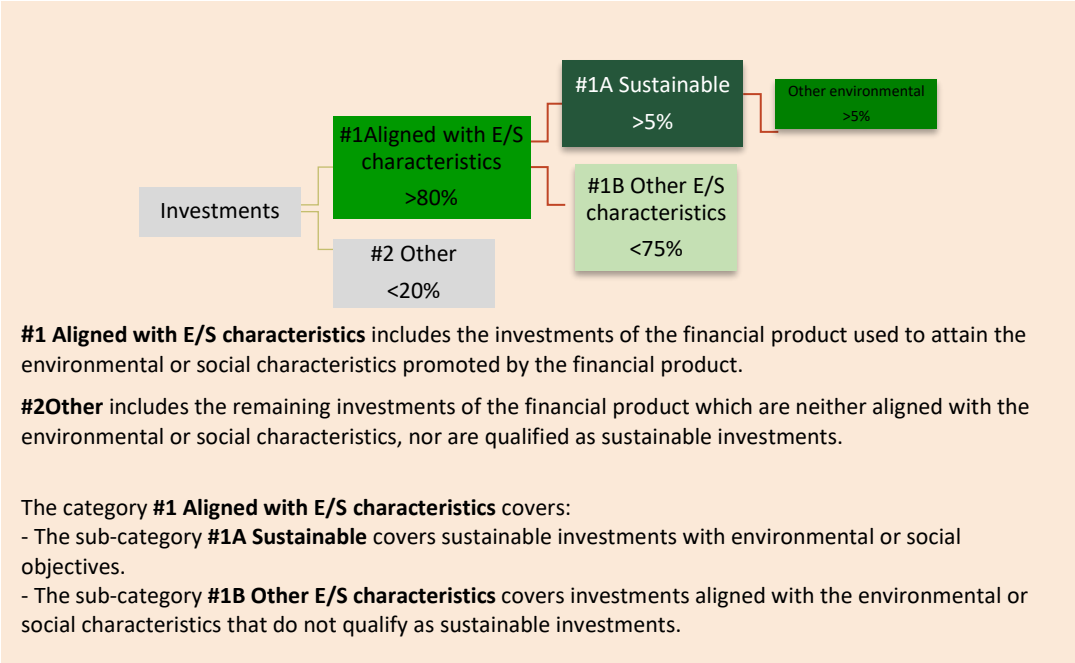 #1A Sustainable
>5%
Other environmental
>5%
#1Aligned with E/S
characteristics
>80%
#1B Other E/S
characteristics
<75%
Investments
#2 Other
<20%
#1 Aligned with E/S characteristics includes the investments of the financial product used to attain the
environmental or social characteristics promoted by the financial product.
#2Other includes the remaining investments of the financial product which are neither aligned with the
environmental or social characteristics, nor are qualified as sustainable investments.
The category #1 Aligned with E/S characteristics covers:
- The sub-category #1A Sustainable covers sustainable investments with environmental or social
objectives.
- The sub-category #1B Other E/S characteristics covers investments aligned with the environmental or
social characteristics that do not qualify as sustainable investments.